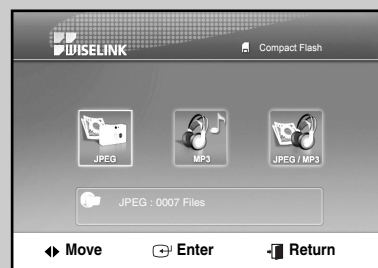 WISELINK
Compact Flash
JPEG
MP3
JPEG / MP3
JPEG : 0007 Files
Move
Enter
Return